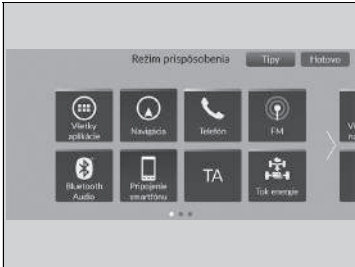 Režim prispôsobenia
Tipy
Hotovo
Všetky
aplikácie
Navigácia
Telefón
FM
Bluetooth
Audio
Pripojenie
smartfónu
TA
Tok energie